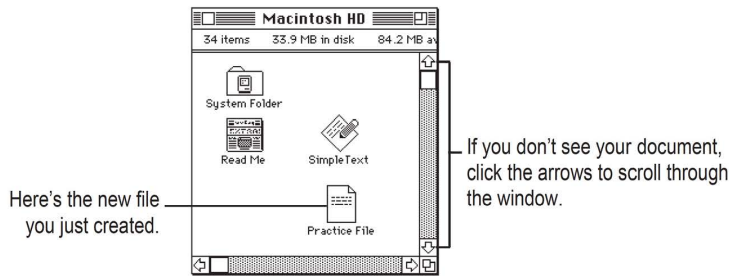 Macintosh HD
34 items 33.9 MB in disk 84.2 MB av
System Folder
EXTRA!
Read Me
SimpleText
Practice File
Here's the new file
you just created.
If you don't see your document,
click the arrows to scroll through
the window.